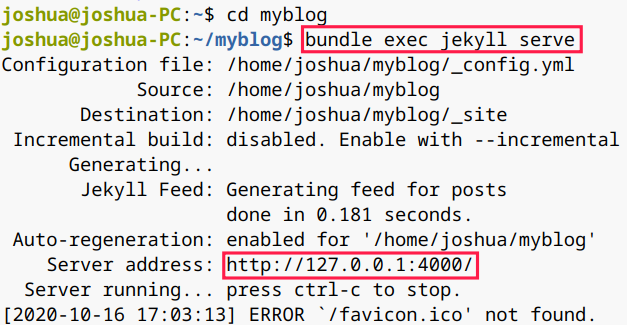 joshua@joshua-PC:~$ cd myblog
joshua@joshua-PC:~/myblog$ bundle exec jekyll serve
Configuration file: /home/joshua/myblog/_config.yml
Source: /home/joshua/myblog
Destination: /home/joshua/myblog/_site
Incremental build: disabled. Enable with --incremental
Generating...
Jekyll Feed: Generating feed for posts
done in 0.181 seconds.
Auto-regeneration: enabled for '/home/joshua/myblog'
Server address: http://127.0.0.1:4000/
Server running... press ctrl-c to stop.
[2020-10-16 17:03:13] ERROR `/favicon.ico' not found.